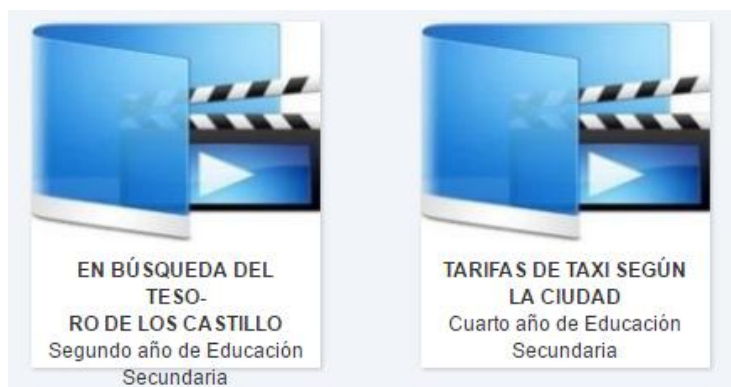 EN BÚSQUEDA DEL
TESO-
RO DE LOS CASTILLO
Segundo año de Educación
Secundaria
TARIFAS DE TAXI SEGÚN
LA CIUDAD
Cuarto año de Educación
Secundaria